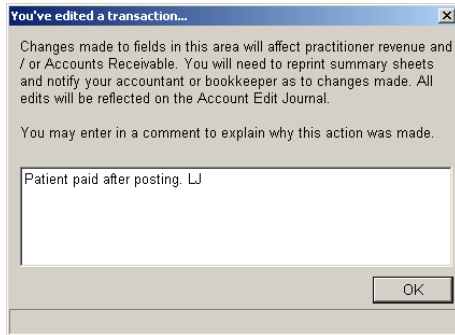 You've edited a transaction...
Changes made to fields in this area will affect practitioner revenue and
/ or Accounts Receivable. You will need to reprint summary sheets
and notify your accountant or bookkeeper as to changes made. All
edits will be reflected on the Account Edit Journal.
You may enter in a comment to explain why this action was made.
Patient paid after posting. LJ
OK